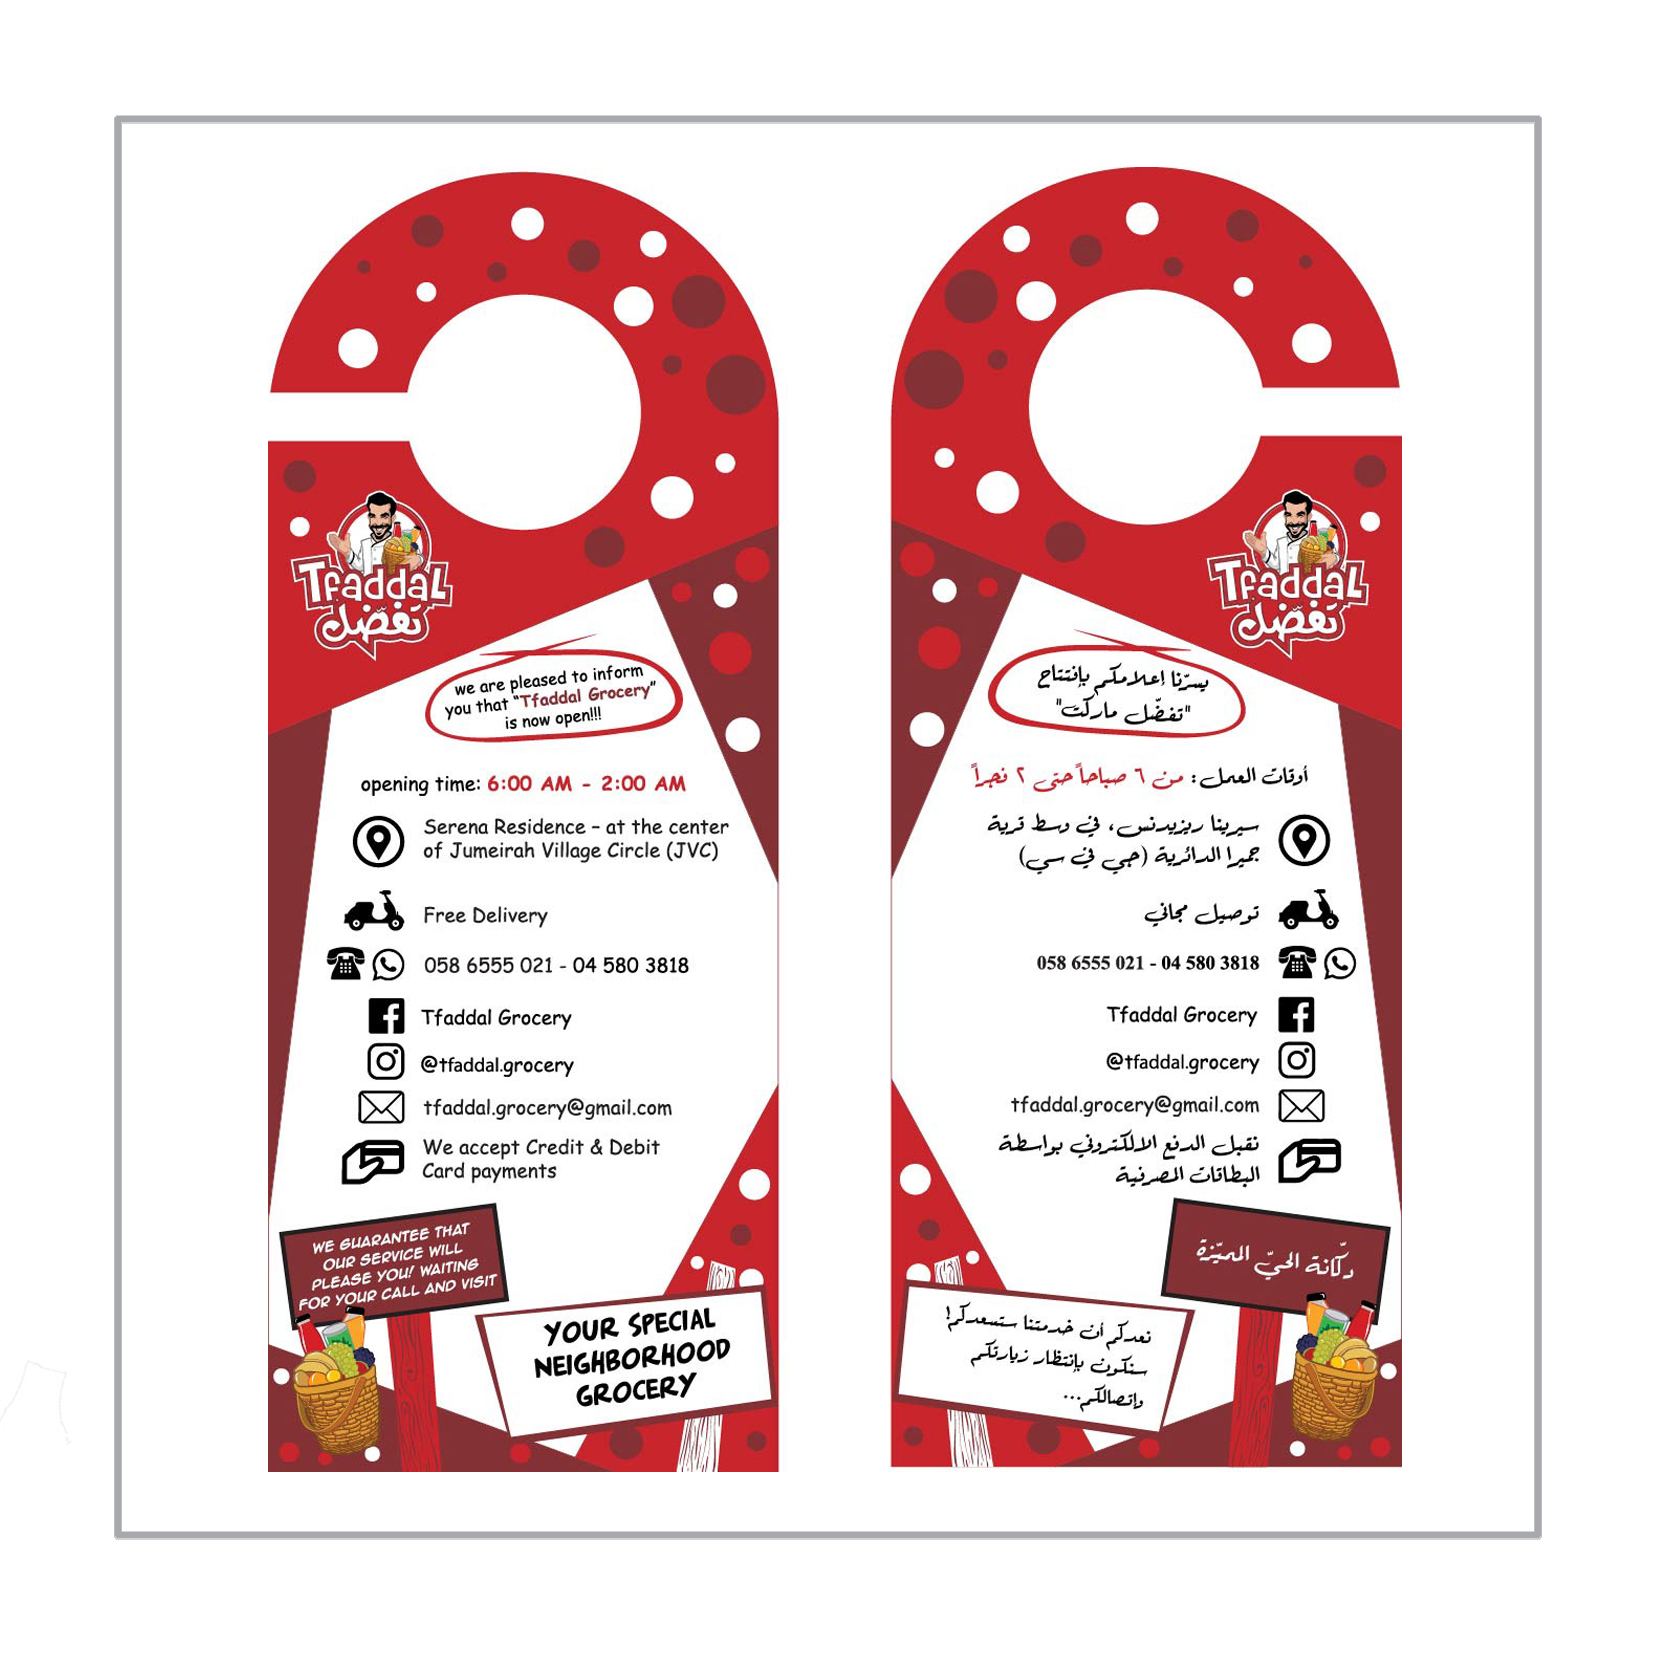 Tfaddal
تفضّل
we are pleased to inform
you that "Tfaddal Grocery"
is now open!!!
opening time: 6:00 AM - 2:00 AM
Serena Residence – at the center
of Jumeirah Village Circle (JVC)
Free Delivery
058 6555 021 - 04 580 3818
Tfaddal Grocery
@tfaddal.grocery
tfaddal.grocery@gmail.com
We accept Credit & Debit
Card payments
WE GUARANTEE THAT
OUR SERVICE WILL
PLEASE YOU! WAITING
FOR YOUR CALL AND VISIT
YOUR SPECIAL
NEIGHBORHOOD
GROCERY
Tfaddal
تفضّل
يسرّنا إعلامكم بإفتتاح
"تفضّل ماركت"
أوقات العمل: من ٦ صباحاً حتى ٢ فجراً
سيرينا ريزيدنس، في وسط قرية
جميرا الدائرية (جي في سي)
توصيل مجاني
058 6555 021 - 04 580 3818
Tfaddal Grocery
@tfaddal.grocery
tfaddal.grocery@gmail.com
نقبل الدفع الالكتروني بواسطة
البطاقات المصرفية
دكّانة الحيّ المميّزة
نعدكم أن خدمتنا ستسعدكم!
سنكون بإنتظار زيارتكم
وإتصالكم...